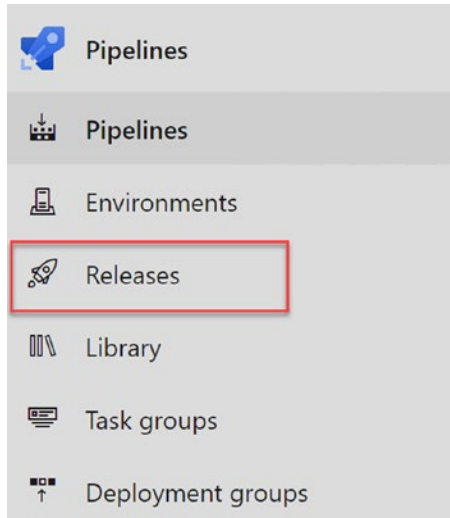 Pipelines
Pipelines
Environments
Releases
Library
Task groups
Deployment groups